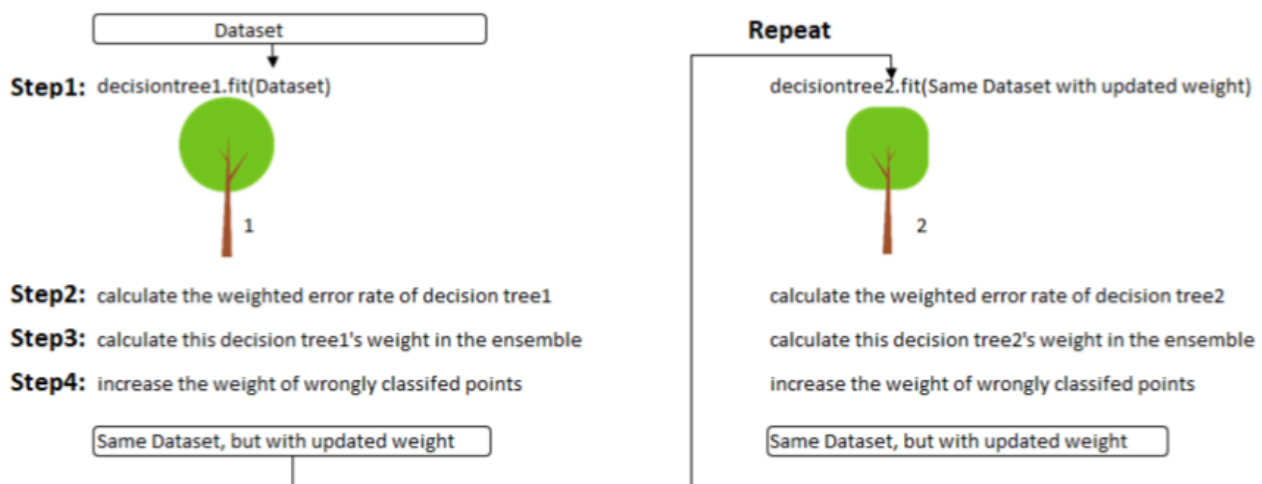 Dataset
Step1: decisiontree1.fit(Dataset)
1
Step2: calculate the weighted error rate of decision tree1
Step3: calculate this decision tree1's weight in the ensemble
Step4: increase the weight of wrongly classifed points
Same Dataset, but with updated weight
Repeat
decisiontree2.fit(Same Dataset with updated weight)
2
calculate the weighted error rate of decision tree2
calculate this decision tree2's weight in the ensemble
increase the weight of wrongly classifed points
Same Dataset, but with updated weight